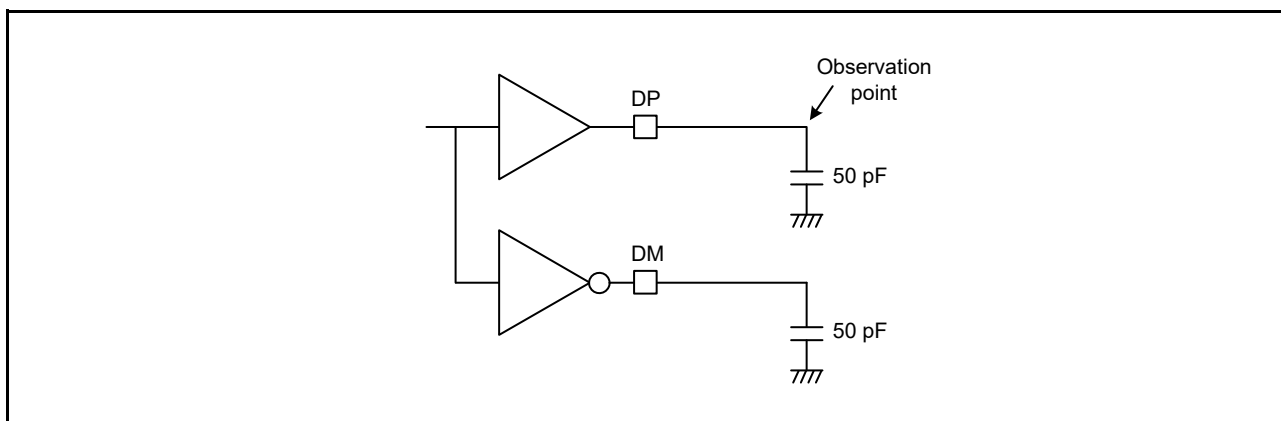 Observation
point
DP
50 pF
DM
50 pF